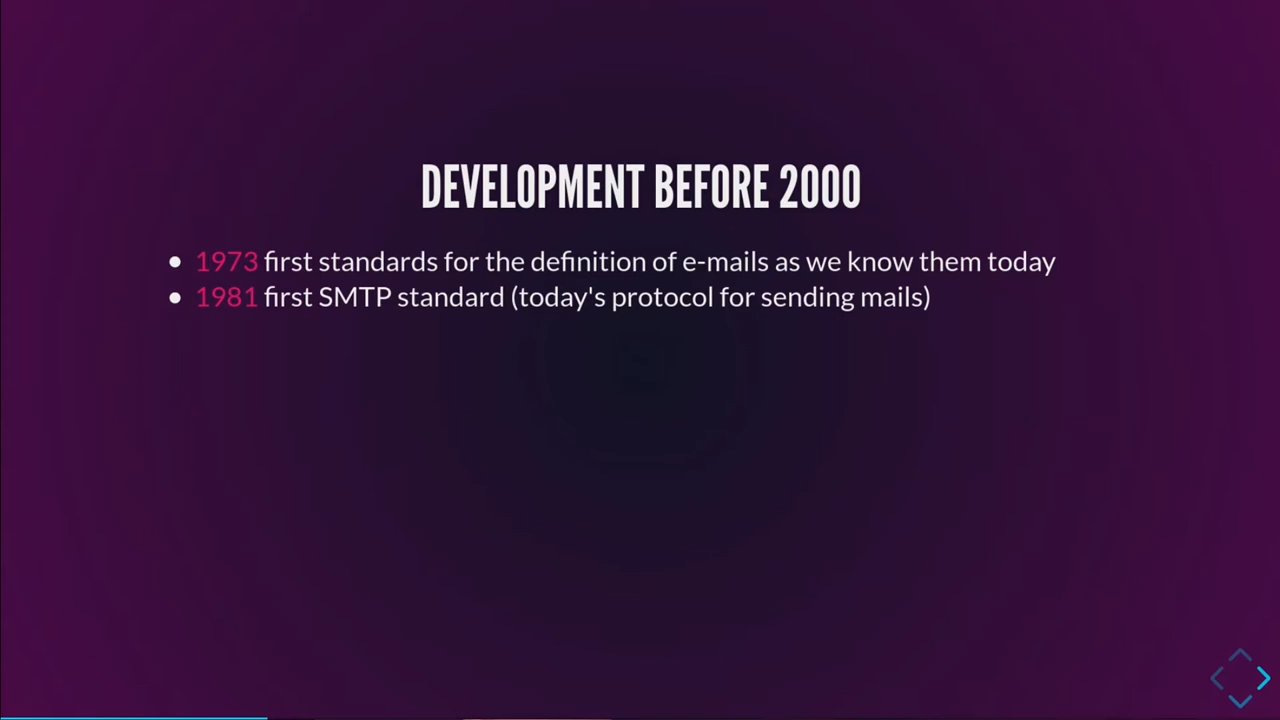 DEVELOPMENT BEFORE 2000
• 1973 first standards for the definition of e-mails as we know them today
• 1981 first SMTP standard (today's protocol for sending mails)